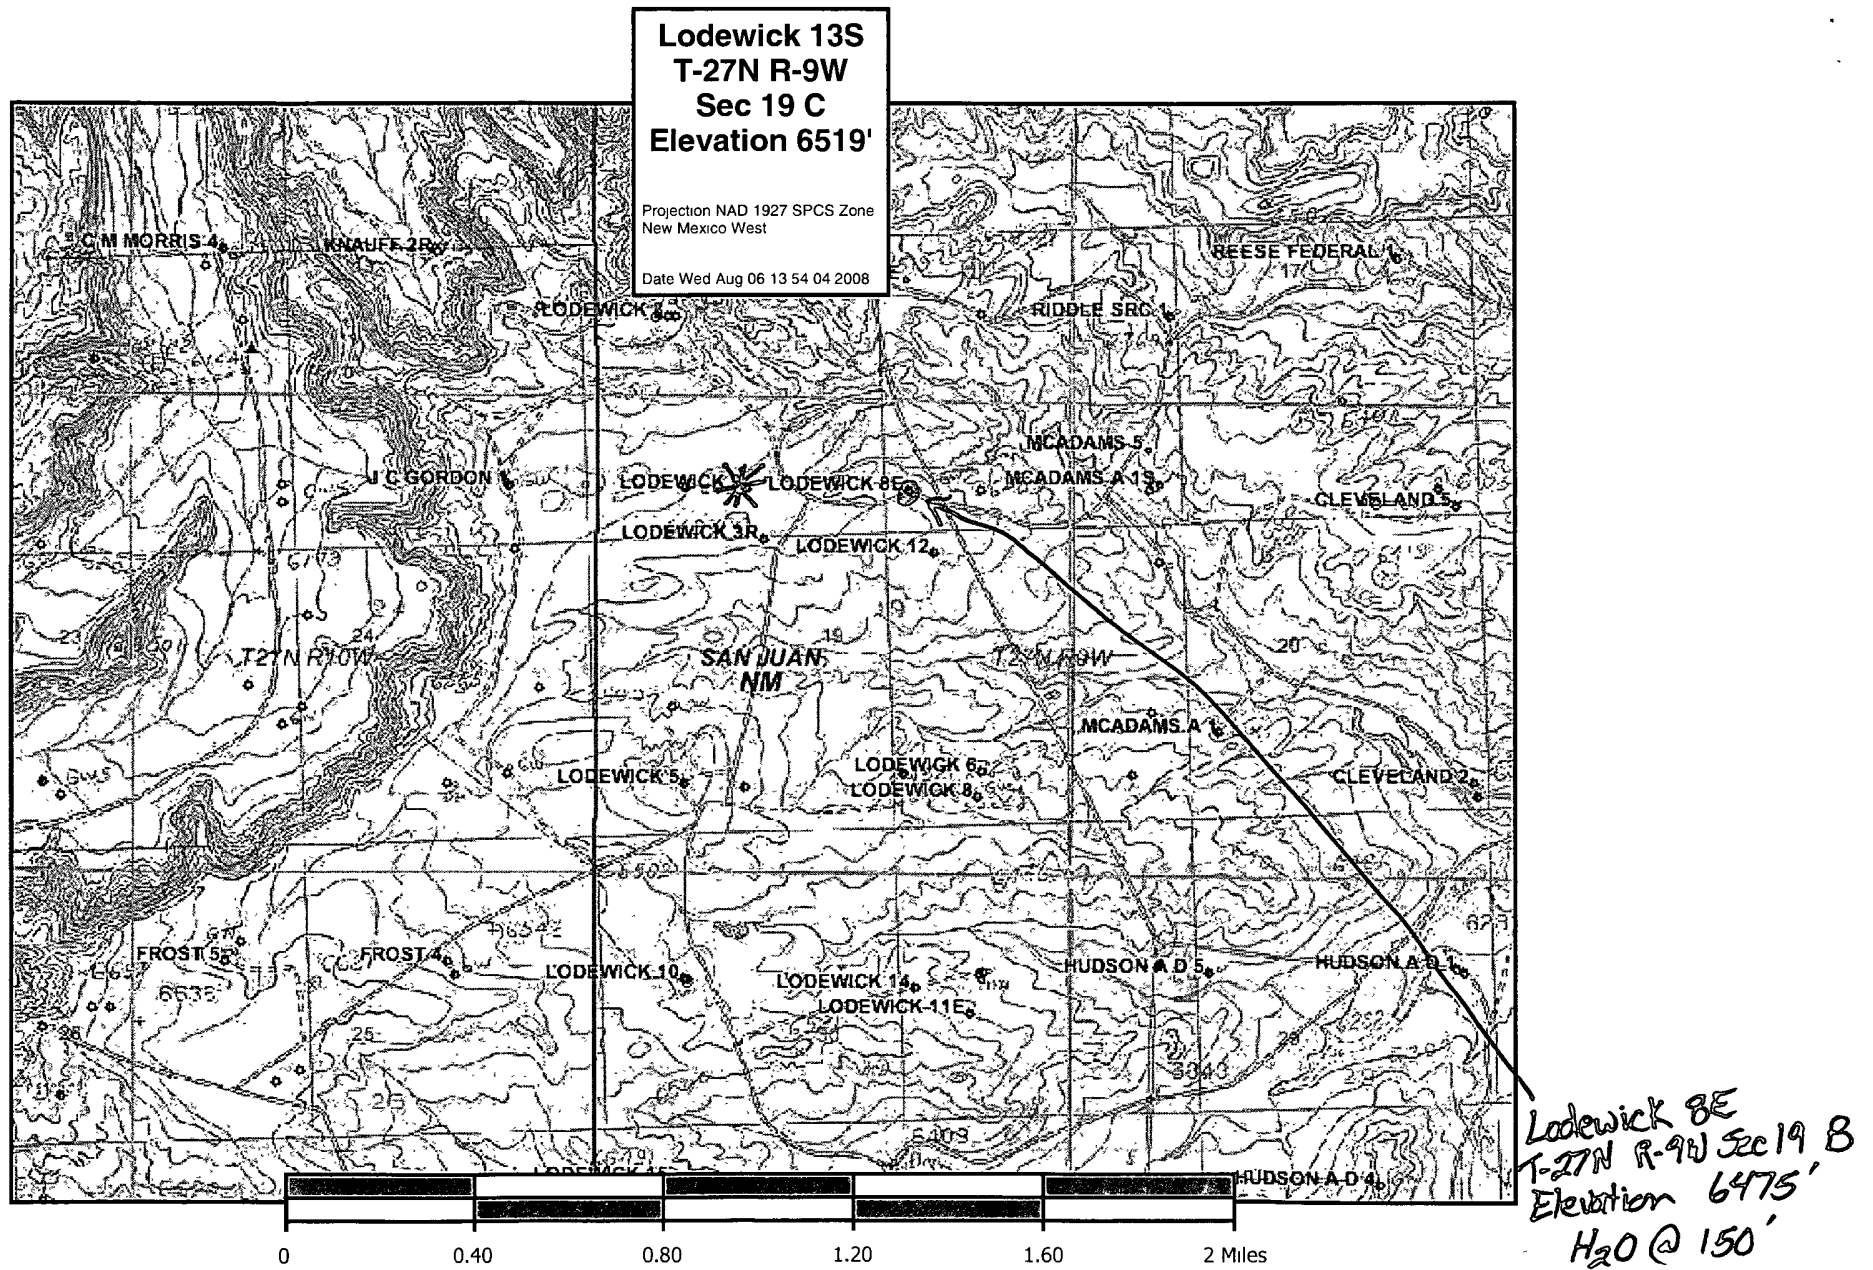 Lodewick 13S
T-27N R-9W
Sec 19 C
Elevation 6519'
Projection NAD 1927 SPCS Zone
New Mexico West
Date Wed Aug 06 13 54 04 2008
C M MORRIS 4
KNAUFF 2R
REESE FEDERAL 1
17
LODEWICK
RIDDLE SRC 1
MCADAMS 5
J C GORDON 1
LODEWICK
LODEWICK 8E
MCADAMS A 1S
CLEVELAND 5
LODEWICK 3R
LODEWICK 12
23
24
19
20
T27N R10W
SAN JUAN
NM
T27N R9W
MCADAMS A 1
LODEWICK 5
LODEWICK 6
CLEVELAND 2
LODEWICK 8
FROST 5
FROST 4
LODEWICK 10
LODEWICK 14
HUDSON A D 5
HUDSON A D 1
LODEWICK 11E
26
25
6403
HUDSON A D 4
0
0.40
0.80
1.20
1.60
2 Miles
Lodewick 8E
T-27N R-9W Sec 19 B
Elevation 6475'
H2O @ 150'